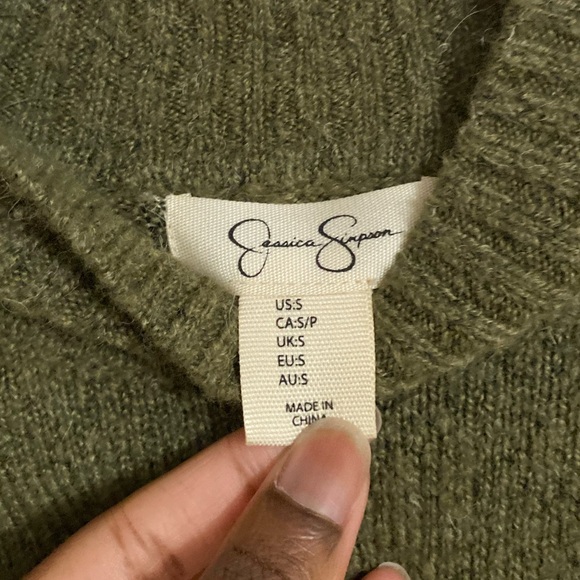 Jessica Simpson
US:S
CA:S/P
UK:S
EU:S
AU:S
MADE IN
CHINA